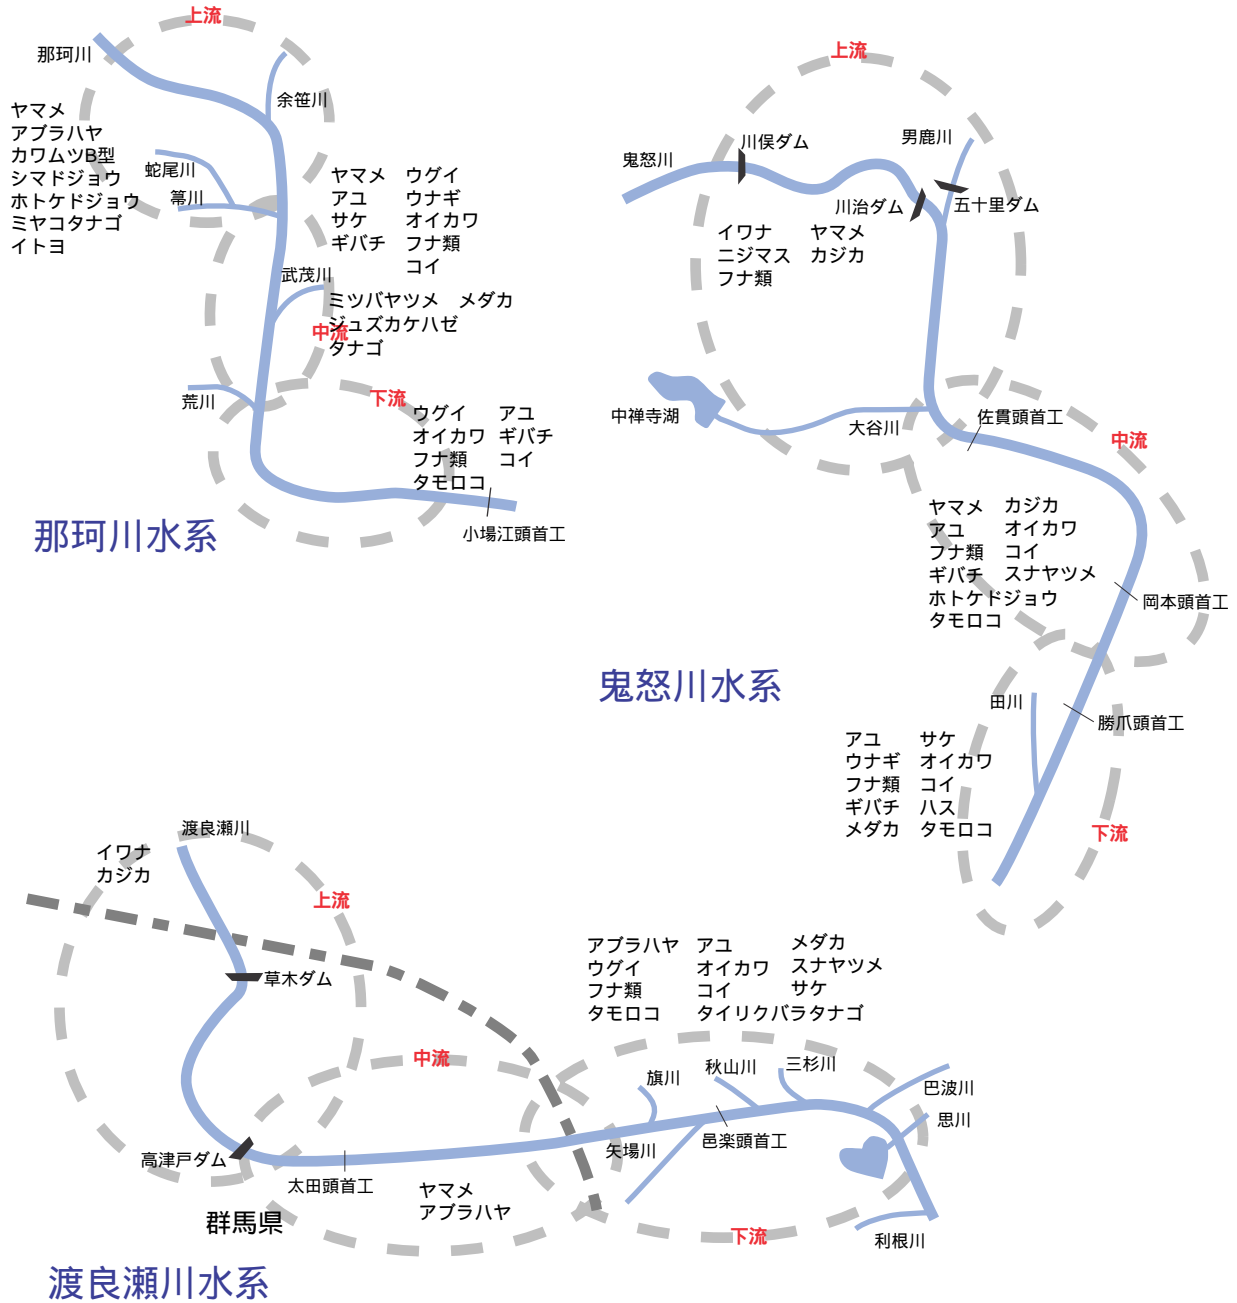 上流
那珂川
余笹川
ヤマメ
アブラハヤ
カワムツB型
シマドジョウ
ホトケドジョウ
ミヤコタナゴ
イトヨ
蛇尾川
箒川
ヤマメ ウグイ
アユ ウナギ
サケ オイカワ
ギバチ フナ類
コイ
武茂川
ミツバヤツメ メダカ
ジュズカケハゼ
タナゴ
中流
荒川
下流
ウグイ アユ
オイカワ ギバチ
フナ類 コイ
タモロコ
小場江頭首工
那珂川水系
上流
鬼怒川
川俣ダム
男鹿川
川治ダム
五十里ダム
イワナ ヤマメ
ニジマス カジカ
フナ類
中禅寺湖
大谷川
佐貫頭首工
中流
ヤマメ カジカ
アユ オイカワ
フナ類 コイ
ギバチ スナヤツメ
ホトケドジョウ
タモロコ
岡本頭首工
鬼怒川水系
田川
勝爪頭首工
アユ サケ
ウナギ オイカワ
フナ類 コイ
ギバチ ハス
メダカ タモロコ
下流
渡良瀬川
イワナ
カジカ
上流
草木ダム
中流
高津戸ダム
太田頭首工
ヤマメ
アブラハヤ
群馬県
アブラハヤ アユ メダカ
ウグイ オイカワ スナヤツメ
フナ類 コイ サケ
タモロコ タイリクバラタナゴ
旗川
秋山川
三杉川
巴波川
思川
矢場川
邑楽頭首工
下流
利根川
渡良瀬川水系